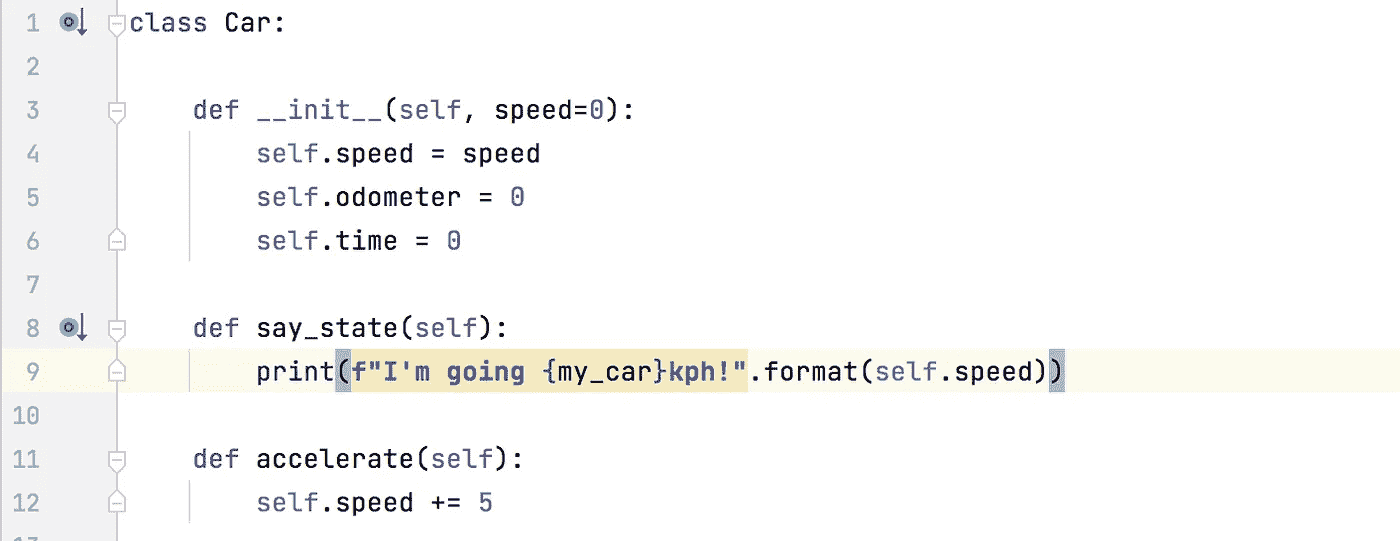 1 class Car:
2
3     def __init__(self, speed=0):
4         self.speed = speed
5         self.odometer = 0
6         self.time = 0
7
8     def say_state(self):
9         print(f"I'm going {my_car}kph!".format(self.speed))
10
11     def accelerate(self):
12         self.speed += 5